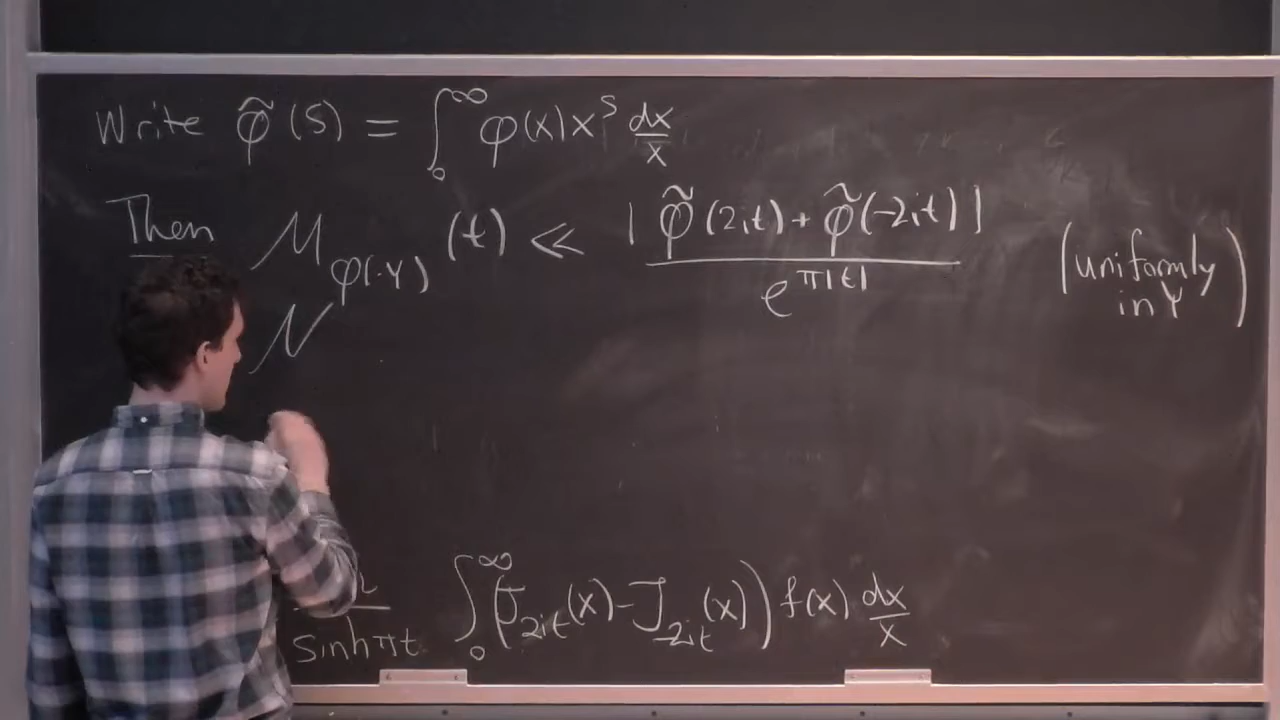 Write φ̃(s) = ∫₀^∞ φ(x) x^s dx/x
Then M_{φ(·Y)} (t) ≪ |φ̃(2it) + φ̃(-2it)| / e^{π|t|} (uniformly in Y)
N
/ sinh πt ∫₀^∞ (J_{2it}(x) - J_{-2it}(x)) f(x) dx/x